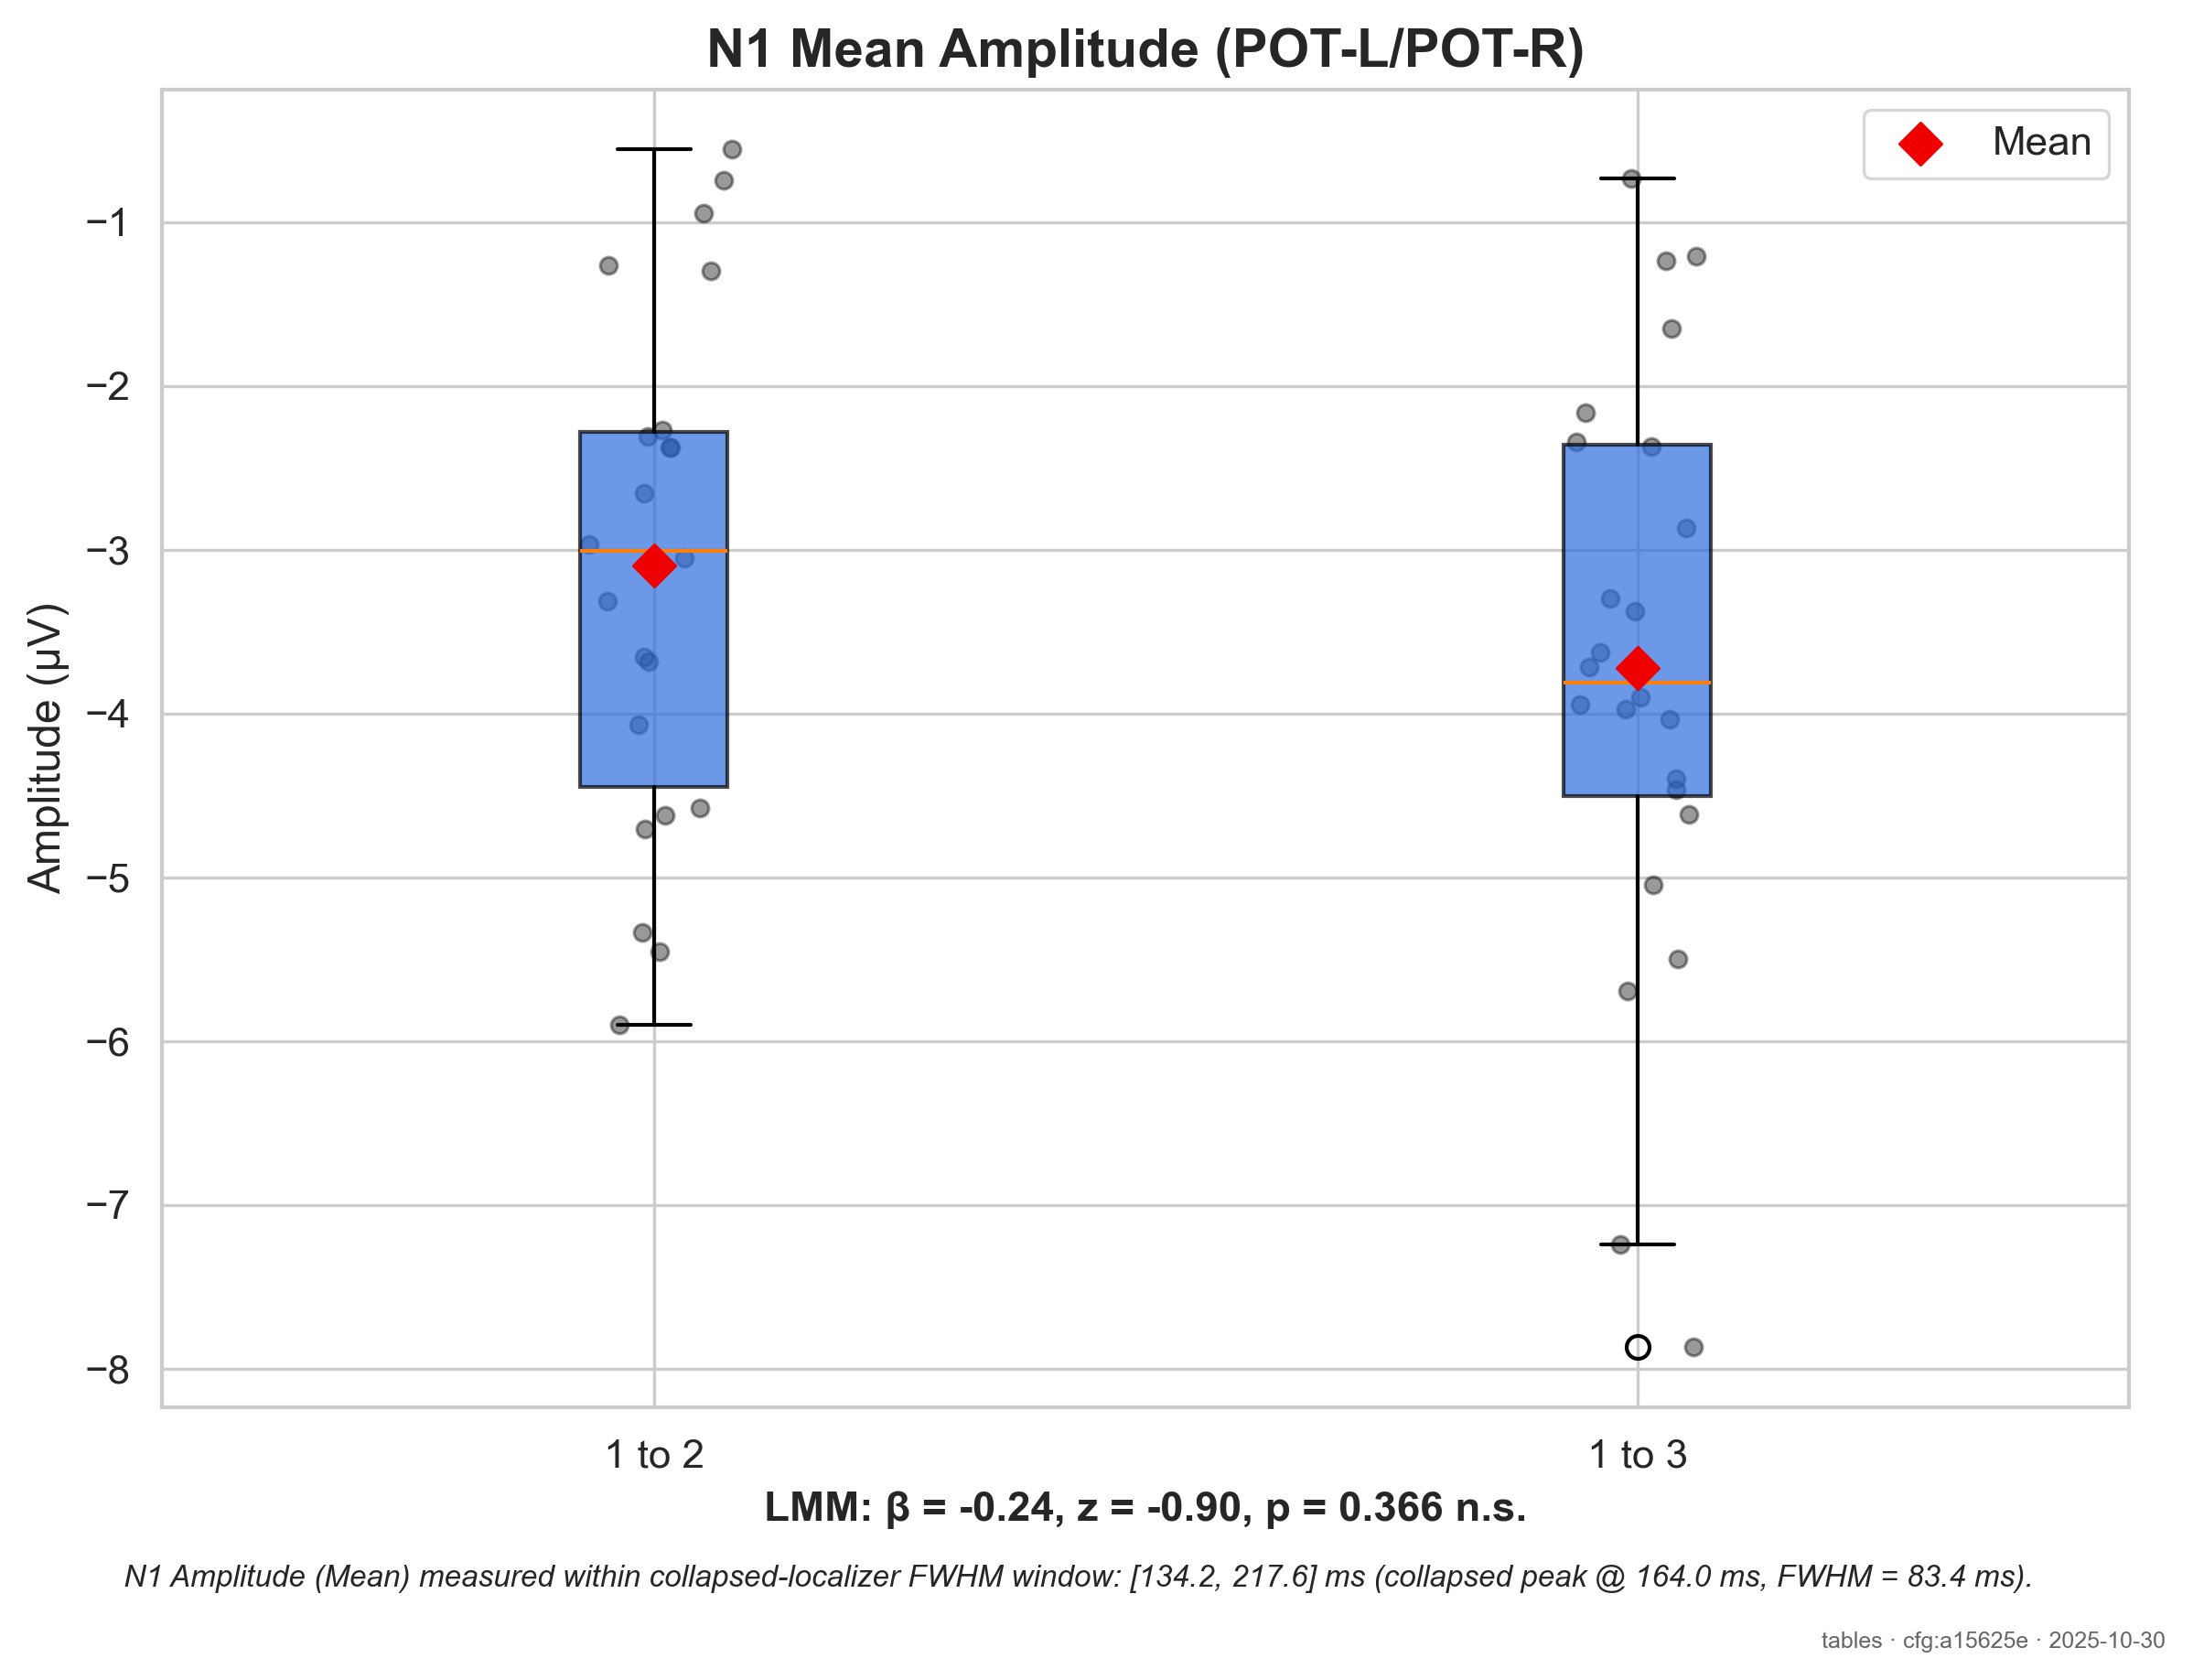 N1 Mean Amplitude (POT-L/POT-R)
Mean
Amplitude (µV)
−1
−2
−3
−4
−5
−6
−7
−8
1 to 2
1 to 3
LMM: β = -0.24, z = -0.90, p = 0.366 n.s.
N1 Amplitude (Mean) measured within collapsed-localizer FWHM window: [134.2, 217.6] ms (collapsed peak @ 164.0 ms, FWHM = 83.4 ms).
tables · cfg:a15625e · 2025-10-30